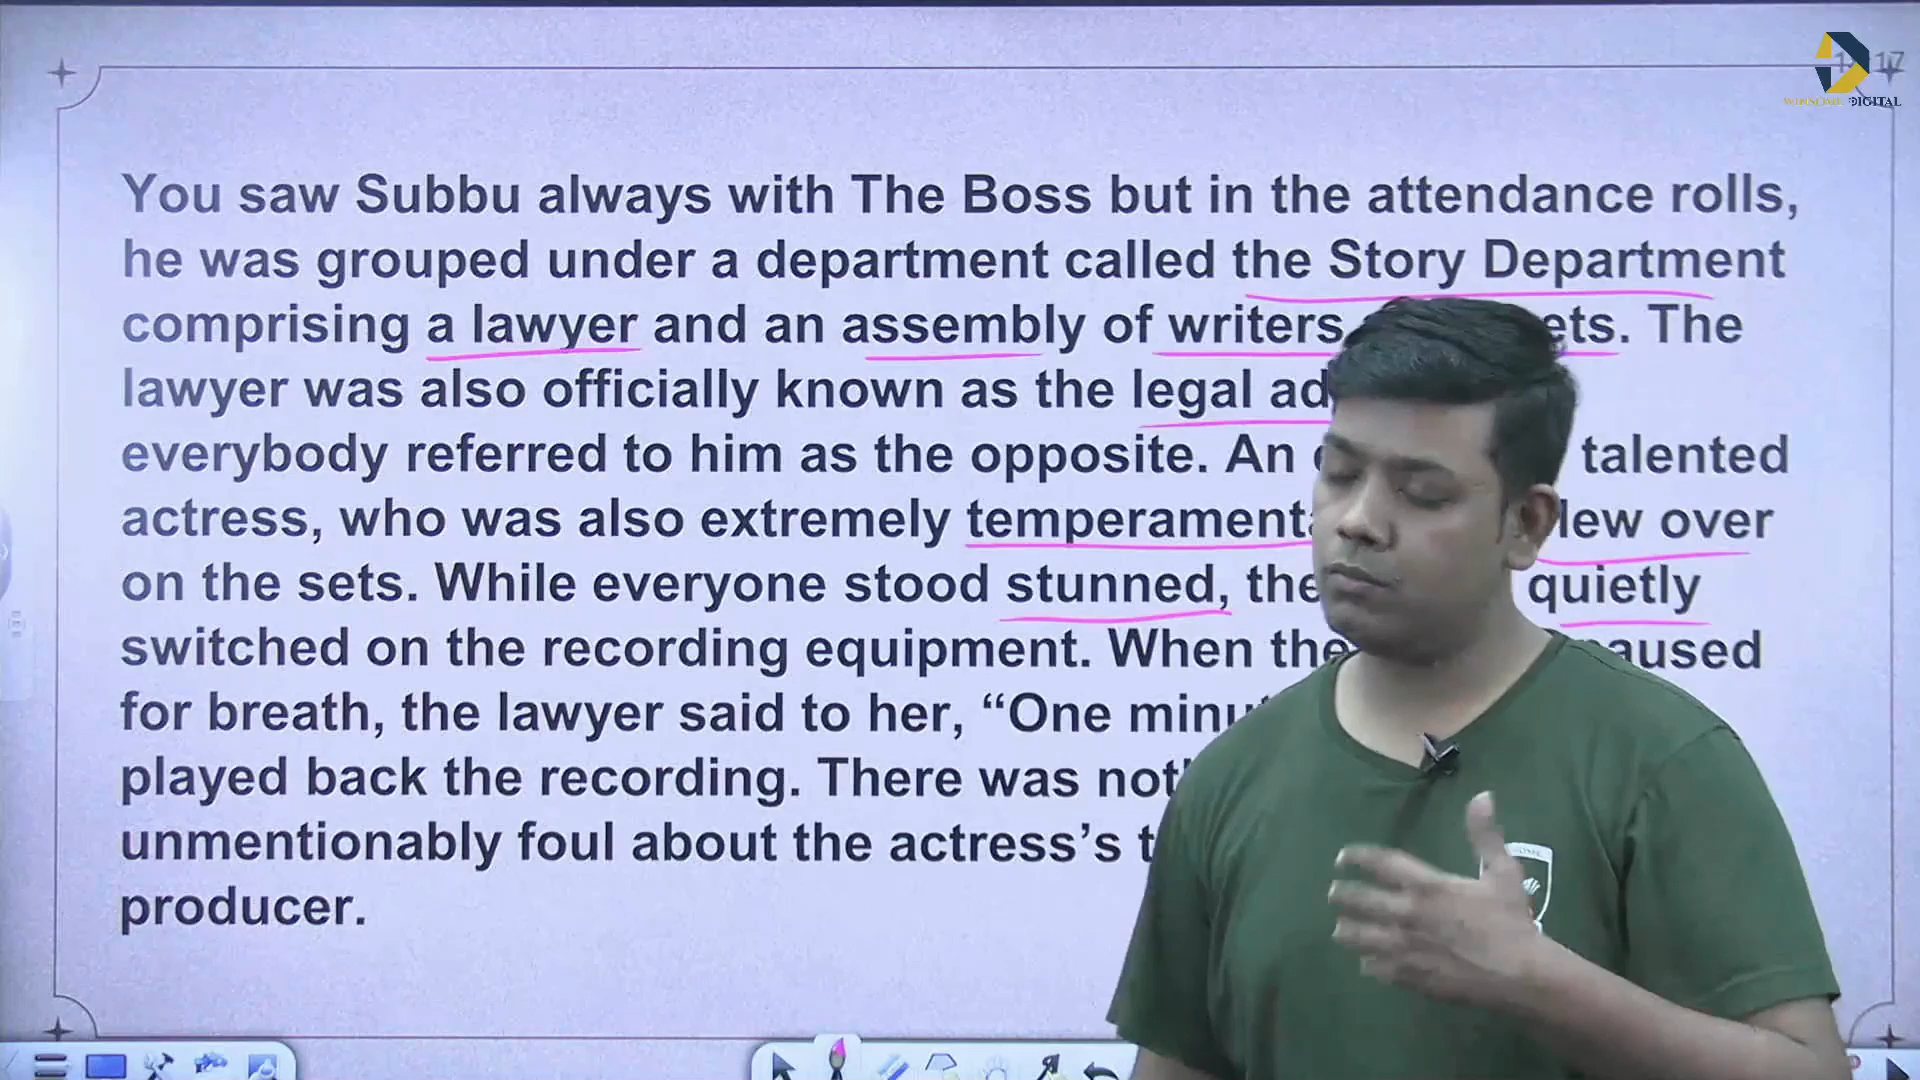 17
DIGITAL
You saw Subbu always with The Boss but in the attendance rolls,
he was grouped under a department called the Story Department
comprising a lawyer and an assembly of writers ets. The
lawyer was also officially known as the legal ad
everybody referred to him as the opposite. An talented
actress, who was also extremely temperament lew over
on the sets. While everyone stood stunned, the quietly
switched on the recording equipment. When the aused
for breath, the lawyer said to her, “One minu
played back the recording. There was not
unmentionably foul about the actress’s t
producer.